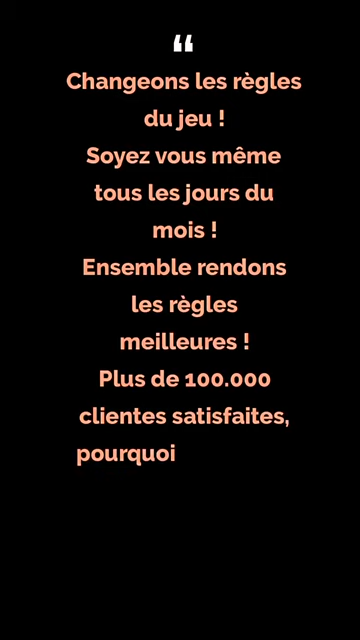 “
Changeons les règles
du jeu !
Soyez vous même
tous les jours du
mois !
Ensemble rendons
les règles
meilleures !
Plus de 100.000
clientes satisfaites,
pourquoi